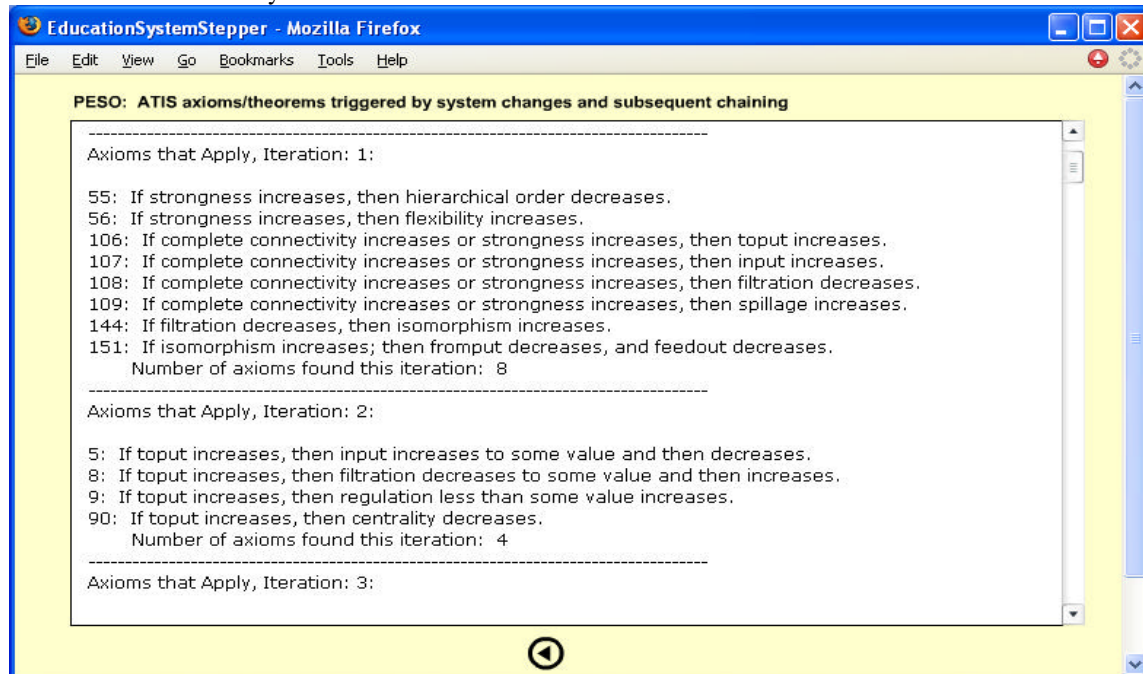 EducationSystemStepper - Mozilla Firefox
File Edit View Go Bookmarks Tools Help
PESO: ATIS axioms/theorems triggered by system changes and subsequent chaining
--------------------------------------------------------------------------------------
Axioms that Apply, Iteration: 1:
55: If strongness increases, then hierarchical order decreases.
56: If strongness increases, then flexibility increases.
106: If complete connectivity increases or strongness increases, then toput increases.
107: If complete connectivity increases or strongness increases, then input increases.
108: If complete connectivity increases or strongness increases, then filtration decreases.
109: If complete connectivity increases or strongness increases, then spillage increases.
144: If filtration decreases, then isomorphism increases.
151: If isomorphism increases; then fromput decreases, and feedout decreases.
Number of axioms found this iteration: 8
--------------------------------------------------------------------------------------
Axioms that Apply, Iteration: 2:
5: If toput increases, then input increases to some value and then decreases.
8: If toput increases, then filtration decreases to some value and then increases.
9: If toput increases, then regulation less than some value increases.
90: If toput increases, then centrality decreases.
Number of axioms found this iteration: 4
--------------------------------------------------------------------------------------
Axioms that Apply, Iteration: 3: